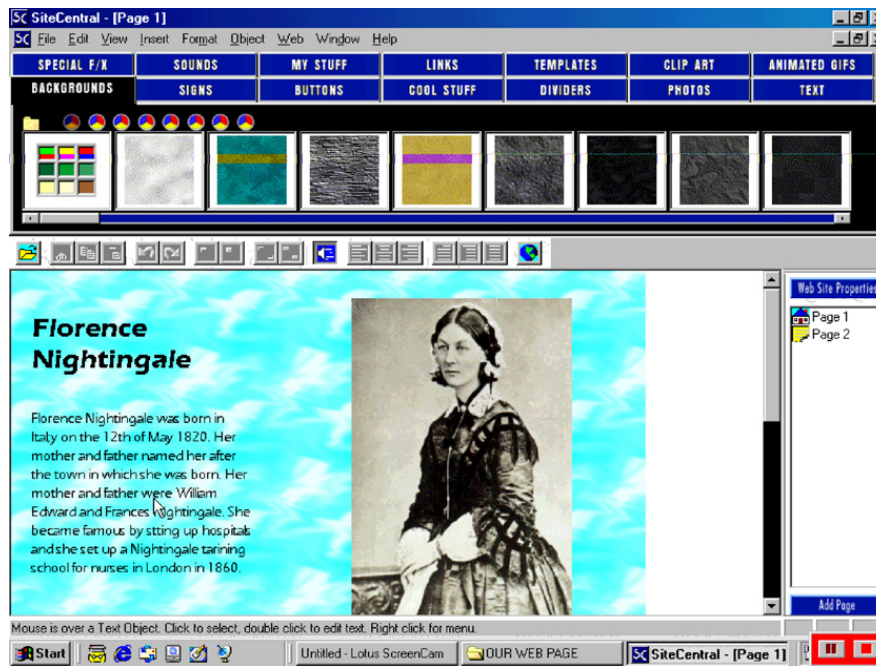 SC SiteCentral - [Page 1]
SC File Edit View Insert Format Object Web Window Help
SPECIAL F/X SOUNDS MY STUFF LINKS TEMPLATES CLIP ART ANIMATED GIFS
BACKGROUNDS SIGNS BUTTONS COOL STUFF DIVIDERS PHOTOS TEXT
Web Site Properties
Page 1
Page 2
Florence
Nightingale
Florence Nightingale was born in
Italy on the 12th of May 1820. Her
mother and father named her after
the town in which she was born. Her
mother and father were William
Edward and Frances Nightingale. She
became famous by stting up hospitals
and she set up a Nightingale tarining
school for nurses in London in 1860.
Add Page
Mouse is over a Text Object. Click to select, double click to edit text. Right click for menu.
Start Untitled - Lotus ScreenCam OUR WEB PAGE SC SiteCentral - [Page 1]